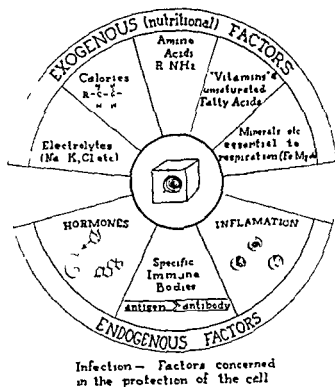 EXOGENOUS (nutritional) FACTORS
Electrolytes
(Na K, Cl etc)
Calories
H H
R-C-C-
H H
Amino
Acids
R NH2
"Vitamins" &
unsaturated
Fatty Acids
Minerals etc
essential to
respiration (Fe Mg
HORMONES
Specific
Immune
Bodies
antigen antibody
INFLAMATION
ENDOGENOUS FACTORS
Infection — Factors concerned
in the protection of the cell